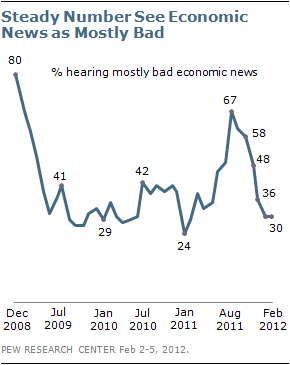 Steady Number See Economic
News as Mostly Bad
% hearing mostly bad economic news
80
67
58
48
41
42
36
29
30
24
Dec Jul Jan Jul Jan Aug Feb
2008 2009 2010 2010 2011 2011 2012
PEW RESEARCH CENTER Feb 2-5, 2012.